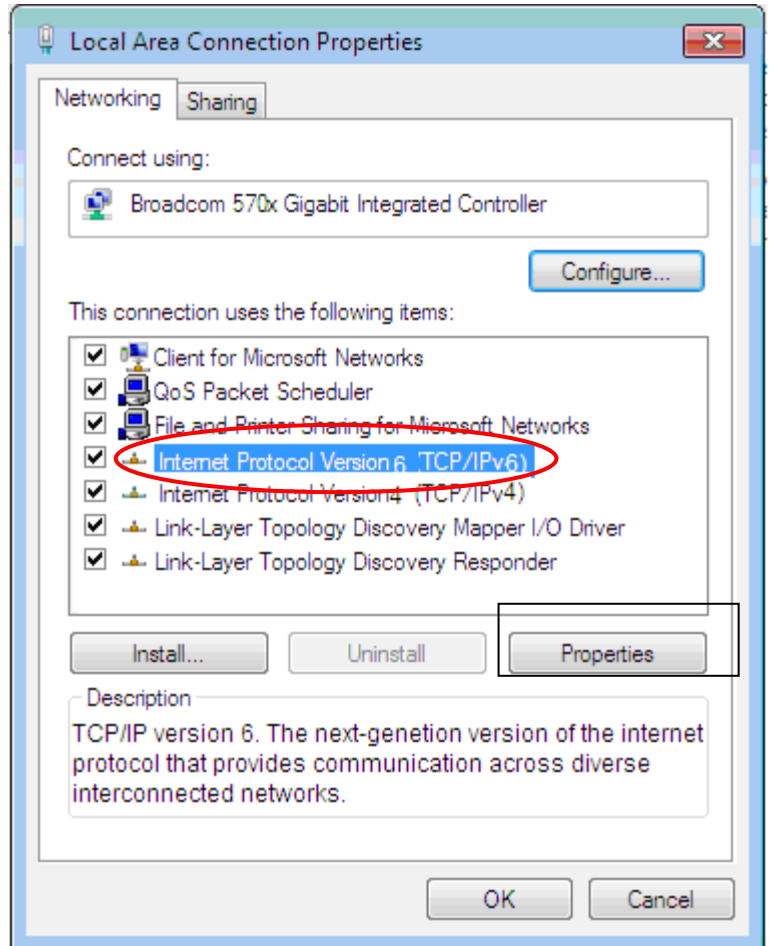 Local Area Connection Properties
Networking
Sharing
Connect using:
Broadcom 570x Gigabit Integrated Controller
Configure...
This connection uses the following items:
Client for Microsoft Networks
QoS Packet Scheduler
File and Printer Sharing for Microsoft Networks
Internet Protocol Version 6 (TCP/IPv6)
Internet Protocol Version4 (TCP/IPv4)
Link-Layer Topology Discovery Mapper I/O Driver
Link-Layer Topology Discovery Responder
Install...
Uninstall
Properties
Description
TCP/IP version 6. The next-genetion version of the internet
protocol that provides communication across diverse
interconnected networks.
OK
Cancel